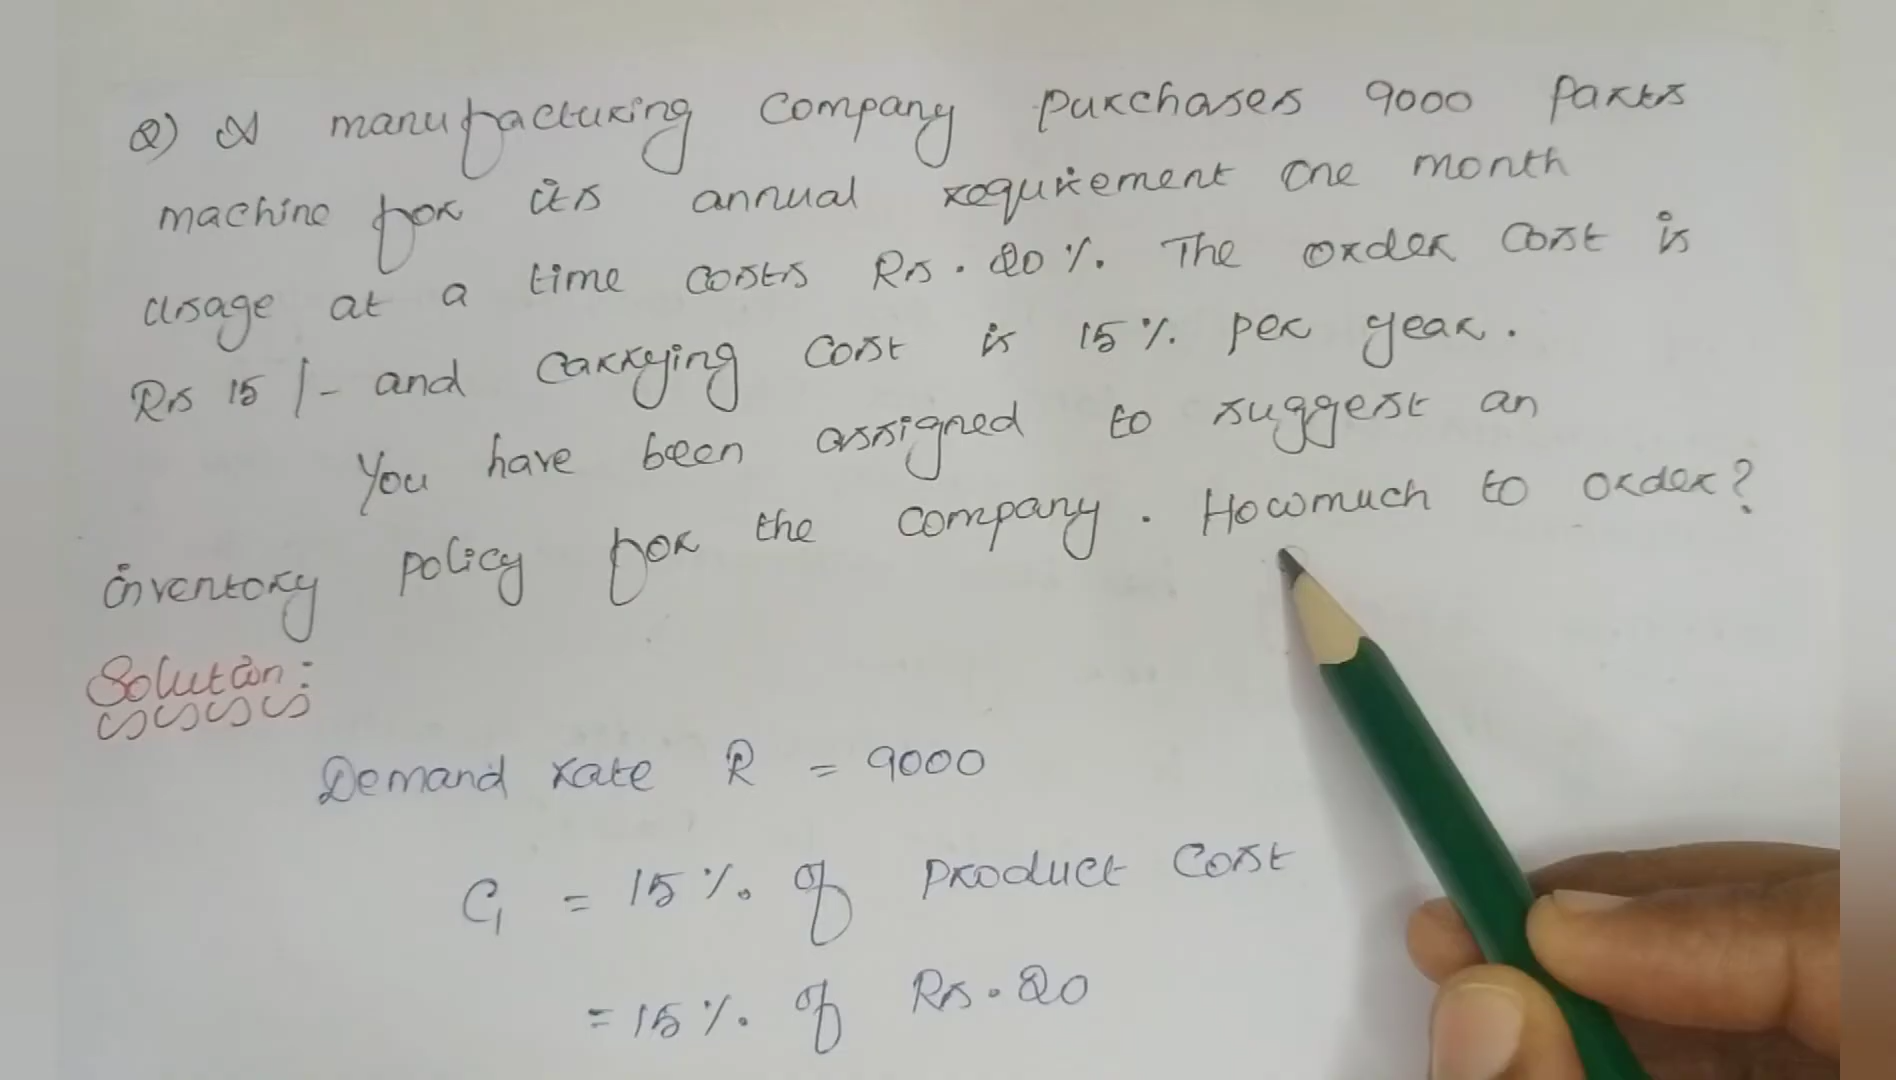 Q) A manufacturing company purchases 9000 parts
machine for its annual requirement one month
usage at a time costs Rs. 20%. The order cost is
Rs 15/- and carrying cost is 15% per year.
You have been assigned to suggest an
inventory policy for the company. How much to order?
Solution:
Demand rate R = 9000
C₁ = 15% of product cost
= 15% of Rs. 20